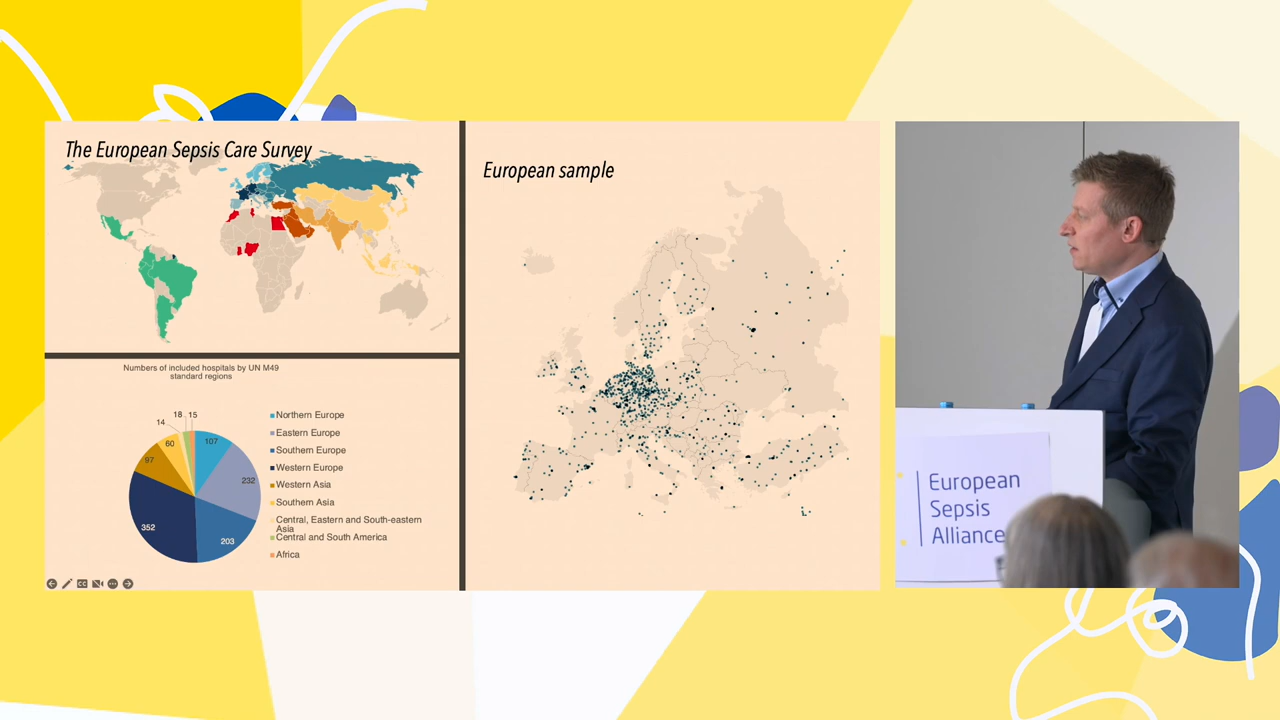 The European Sepsis Care Survey
Numbers of included hospitals by UN M49
standard regions
14
18
15
60
107
97
232
352
203
Northern Europe
Eastern Europe
Southern Europe
Western Europe
Western Asia
Southern Asia
Central, Eastern and South-eastern
Asia
Central and South America
Africa
CC
European sample
European
Sepsis
Alliance